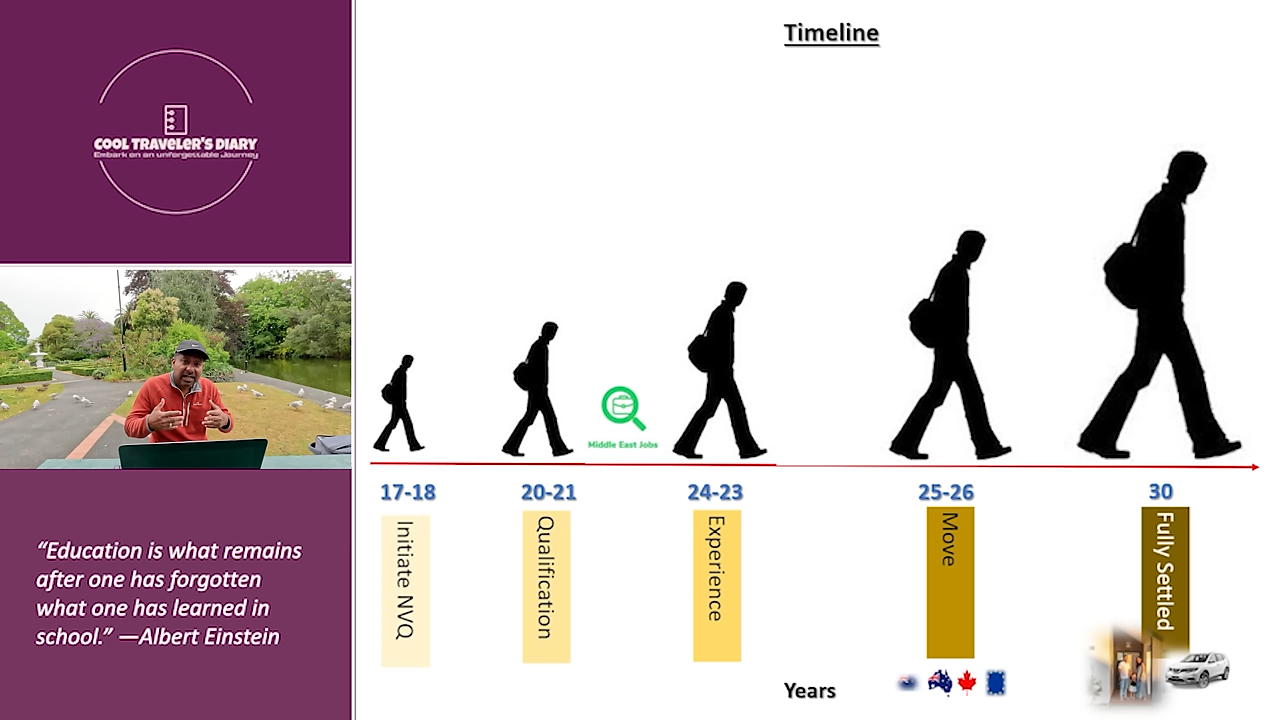 COOL TRAVELER'S DIARY
Embark on an unforgettable Journey
“Education is what remains
after one has forgotten
what one has learned in
school.” —Albert Einstein
Timeline
Middle East Jobs
17-18
20-21
24-23
25-26
30
Initiate NVQ
Qualification
Experience
Move
Fully Settled
Years